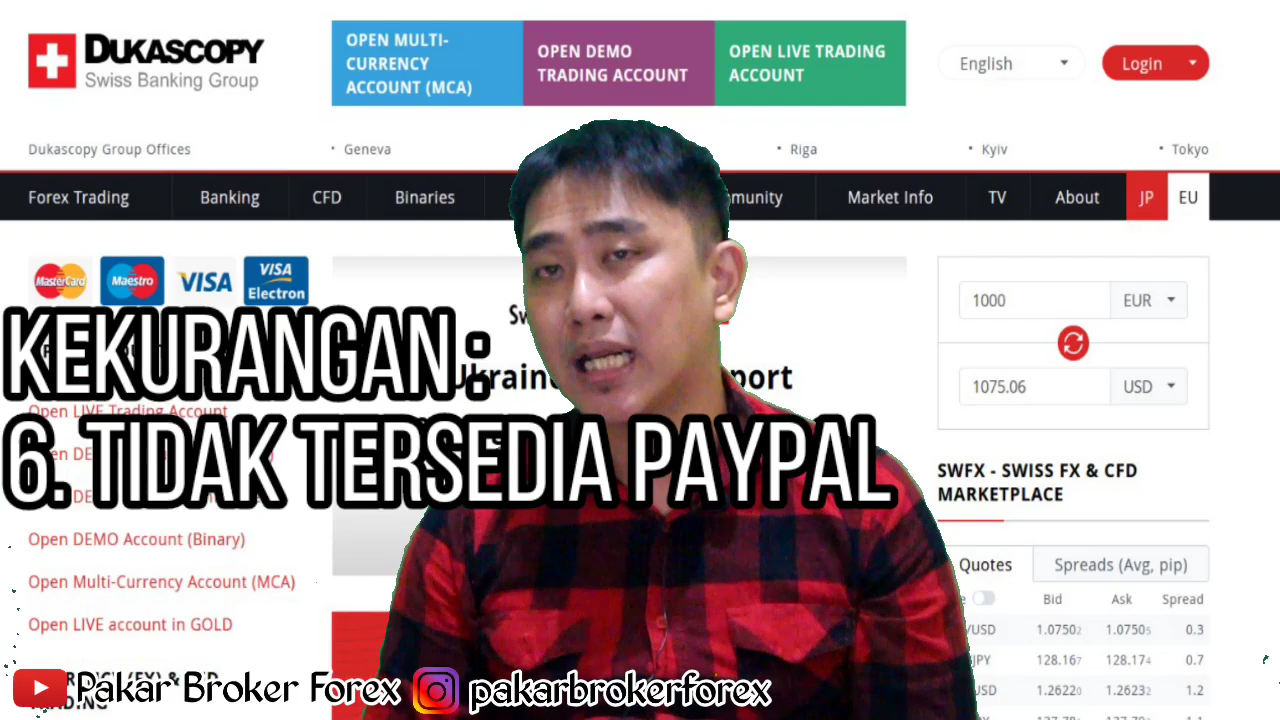 DUKASCOPY
Swiss Banking Group
OPEN MULTI-
CURRENCY
ACCOUNT (MCA)
OPEN DEMO
TRADING ACCOUNT
OPEN LIVE TRADING
ACCOUNT
English
Login
Dukascopy Group Offices
• Geneva
• Riga
• Kyiv
• Tokyo
Forex Trading
Banking
CFD
Binaries
Market Info
TV
About
JP
EU
MasterCard
Maestro
VISA
VISA
Electron
1000
EUR
1075.06
USD
KEKURANGAN :
6. TIDAK TERSEDIA PAYPAL
Open LIVE Trading Account
Open DEMO Account (Binary)
Open Multi-Currency Account (MCA)
Open LIVE account in GOLD
SWFX - SWISS FX & CFD
MARKETPLACE
Quotes
Spreads (Avg, pip)
Bid Ask Spread
/USD 1.07502 1.07505 0.3
128.167 128.174 0.7
1.26220 1.26232 1.2
Pakar Broker Forex
pakarbrokerforex